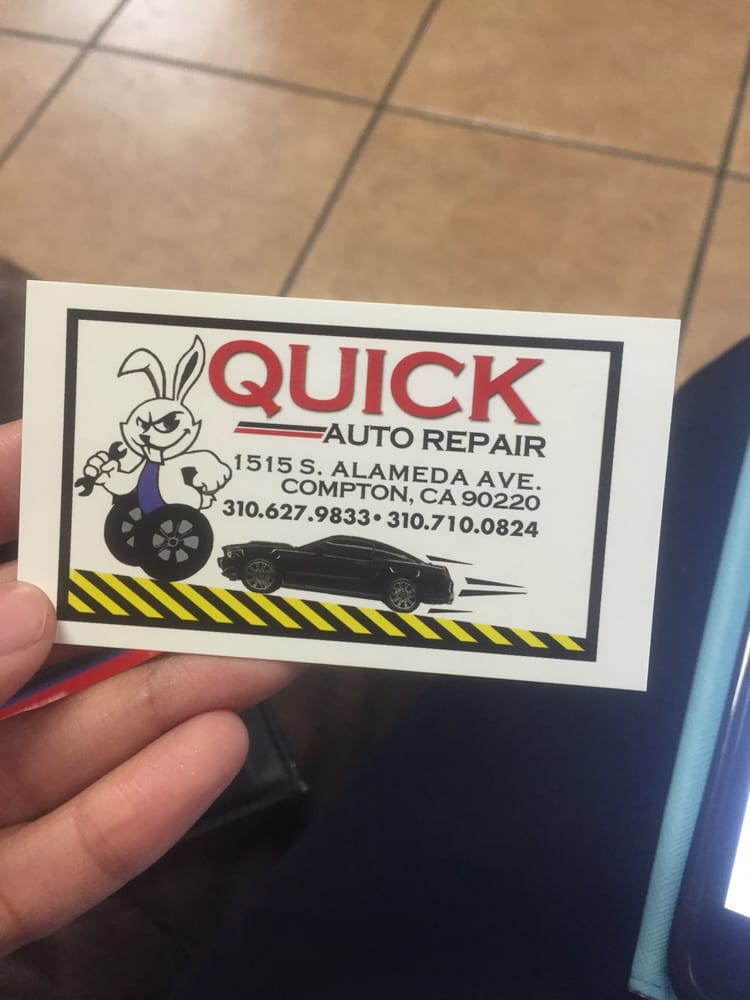 QUICK
AUTO REPAIR
1515 S. ALAMEDA AVE.
COMPTON, CA 90220
310.627.9833 • 310.710.0824